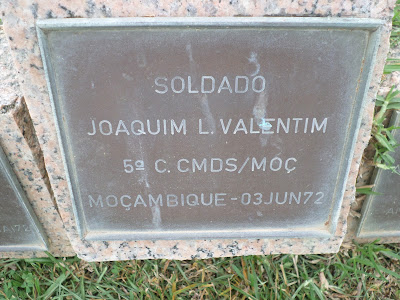 SOLDADO
JOAQUIM L. VALENTIM
5ª C. CMDS/MOÇ
MOÇAMBIQUE - 03JUN72